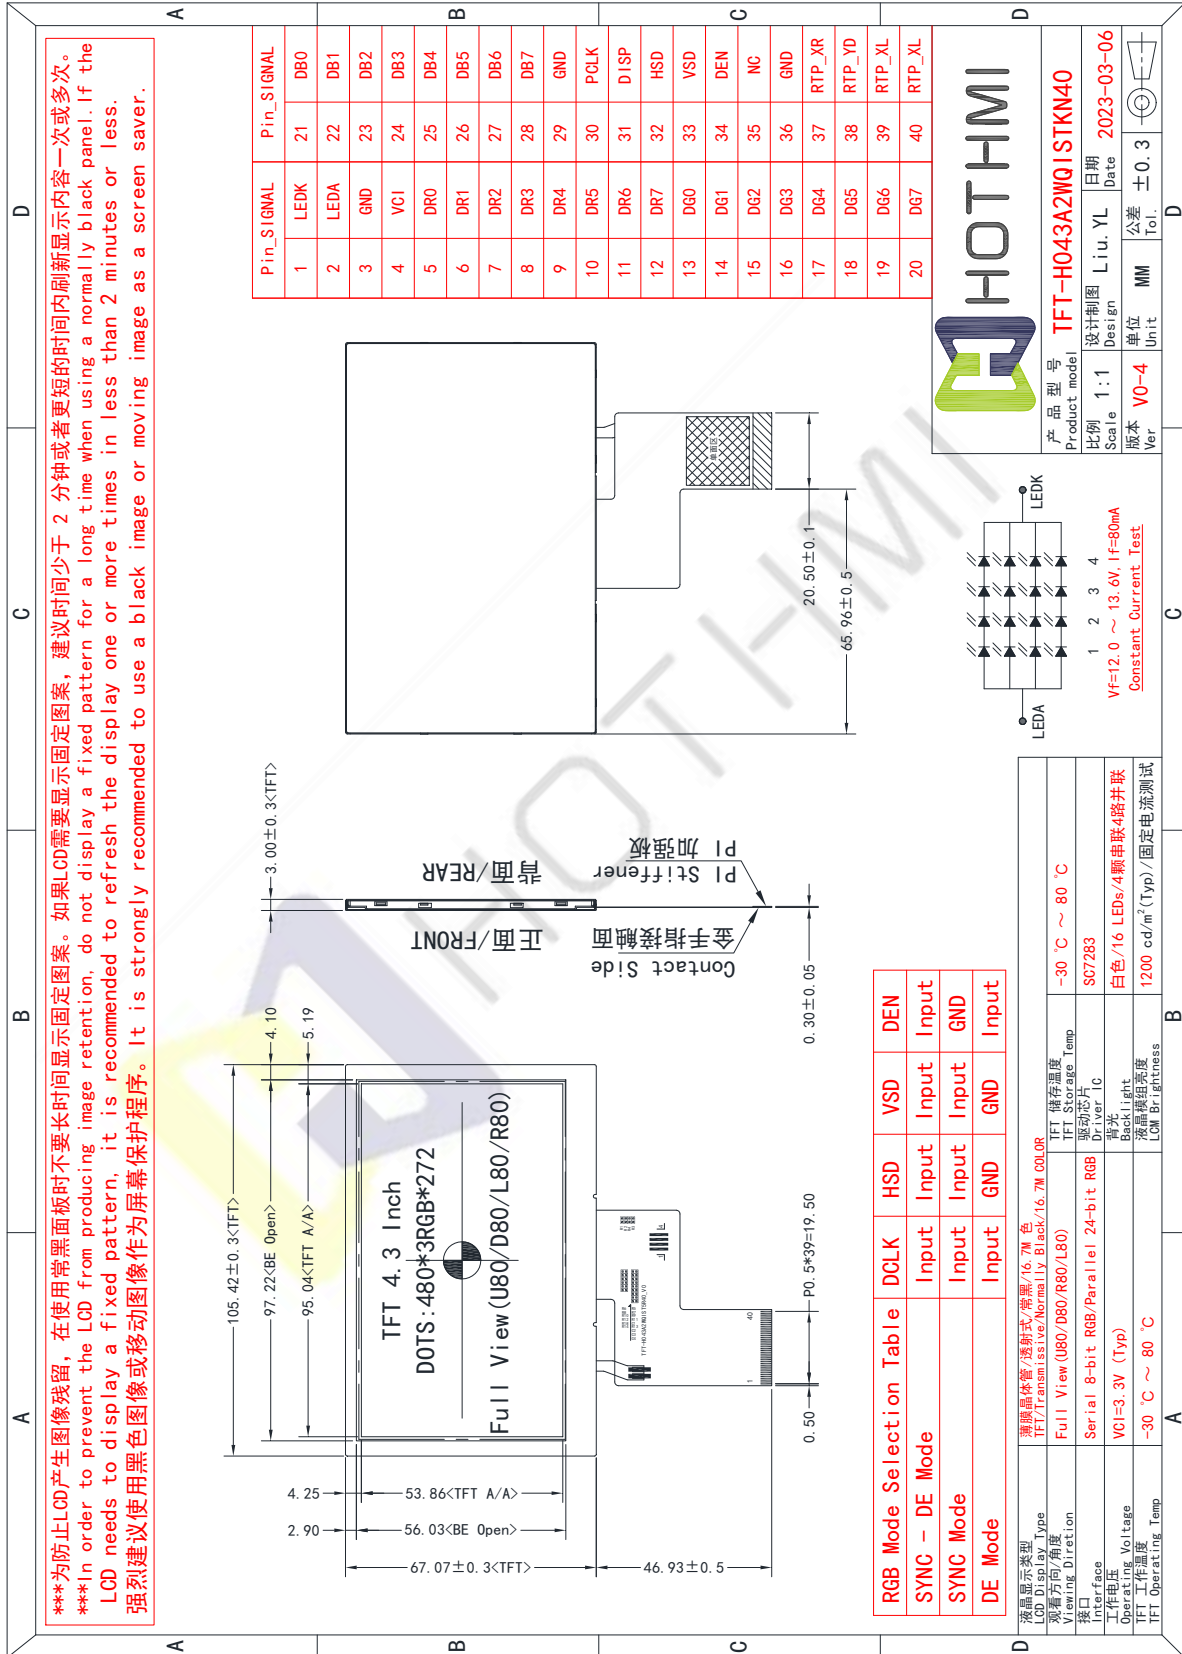 ***为防止LCD产生图像残留，在使用常黑面板时不要长时间显示固定图案。如果LCD需要显示固定图案，建议时间少于 2 分钟或者更短的时间内刷新显示内容一次或多次。
***In order to prevent the LCD from producing image retention, do not display a fixed pattern for a long time when using a normally black panel.If the
LCD needs to display a fixed pattern, it is recommended to refresh the display one or more times in less than 2 minutes or less.
强烈建议使用黑色图像或移动图像作为屏幕保护程序。It is strongly recommended to use a black image or moving image as a screen saver.
A B C D
A B C D
A B C D
A B C D
105.42±0.3<TFT>
97.22<BE Open>
4.10
95.04<TFT A/A>
5.19
4.25
2.90
53.86<TFT A/A>
56.03<BE Open>
67.07±0.3<TFT>
46.93±0.5
TFT 4.3 Inch
DOTS:480*3RGB*272
Full View(U80/D80/L80/R80)
1
40
0.50
P0.5*39=19.50
3.00±0.3<TFT>
正面/FRONT
背面/REAR
Contact Side
金手指接触面
PI Stiffener
PI 加强板
0.30±0.05
20.50±0.1
65.96±0.5
HOTHMI
Pin_SIGNAL Pin_SIGNAL
1 LEDK 21 DB0
2 LEDA 22 DB1
3 GND 23 DB2
4 VCI 24 DB3
5 DR0 25 DB4
6 DR1 26 DB5
7 DR2 27 DB6
8 DR3 28 DB7
9 DR4 29 GND
10 DR5 30 PCLK
11 DR6 31 DISP
12 DR7 32 HSD
13 DG0 33 VSD
14 DG1 34 DEN
15 DG2 35 NC
16 DG3 36 GND
17 DG4 37 RTP_XR
18 DG5 38 RTP_YD
19 DG6 39 RTP_XL
20 DG7 40 RTP_XL
RGB Mode Selection Table DCLK HSD VSD DEN
SYNC - DE Mode Input Input Input Input
SYNC Mode Input Input Input GND
DE Mode Input GND GND Input
液晶显示类型
LCD Display Type
薄膜晶体管/透射式/常黑/16.7M 色
TFT/Transmissive/Normally Black/16.7M COLOR
观看方向/角度
Viewing Diretion
Full View(U80/D80/R80/L80)
TFT 储存温度
TFT Storage Temp
-30 ℃ ～ 80 ℃
接口
Interface
Serial 8-bit RGB/Parallel 24-bit RGB
驱动芯片
Driver IC
SC7283
工作电压
Operating Voltage
VCI=3.3V (Typ)
背光
Backlight
白色/16 LEDs/4颗串联4路并联
TFT 工作温度
TFT Operating Temp
-30 ℃ ～ 80 ℃
液晶模组亮度
LCM Brightness
1200 cd/m²(Typ)/固定电流测试
LEDA
LEDK
1 2 3 4
Vf=12.0 ～ 13.6V,If=80mA
Constant Current Test
HOTHMI
产 品 型 号
Product model
TFT-H043A2WQISTKN40
比例
Scale
1:1
设计制图
Design
Liu.YL
日期
Date
2023-03-06
版本
Ver
VO-4
单位
Unit
MM
公差
Tol.
±0.3